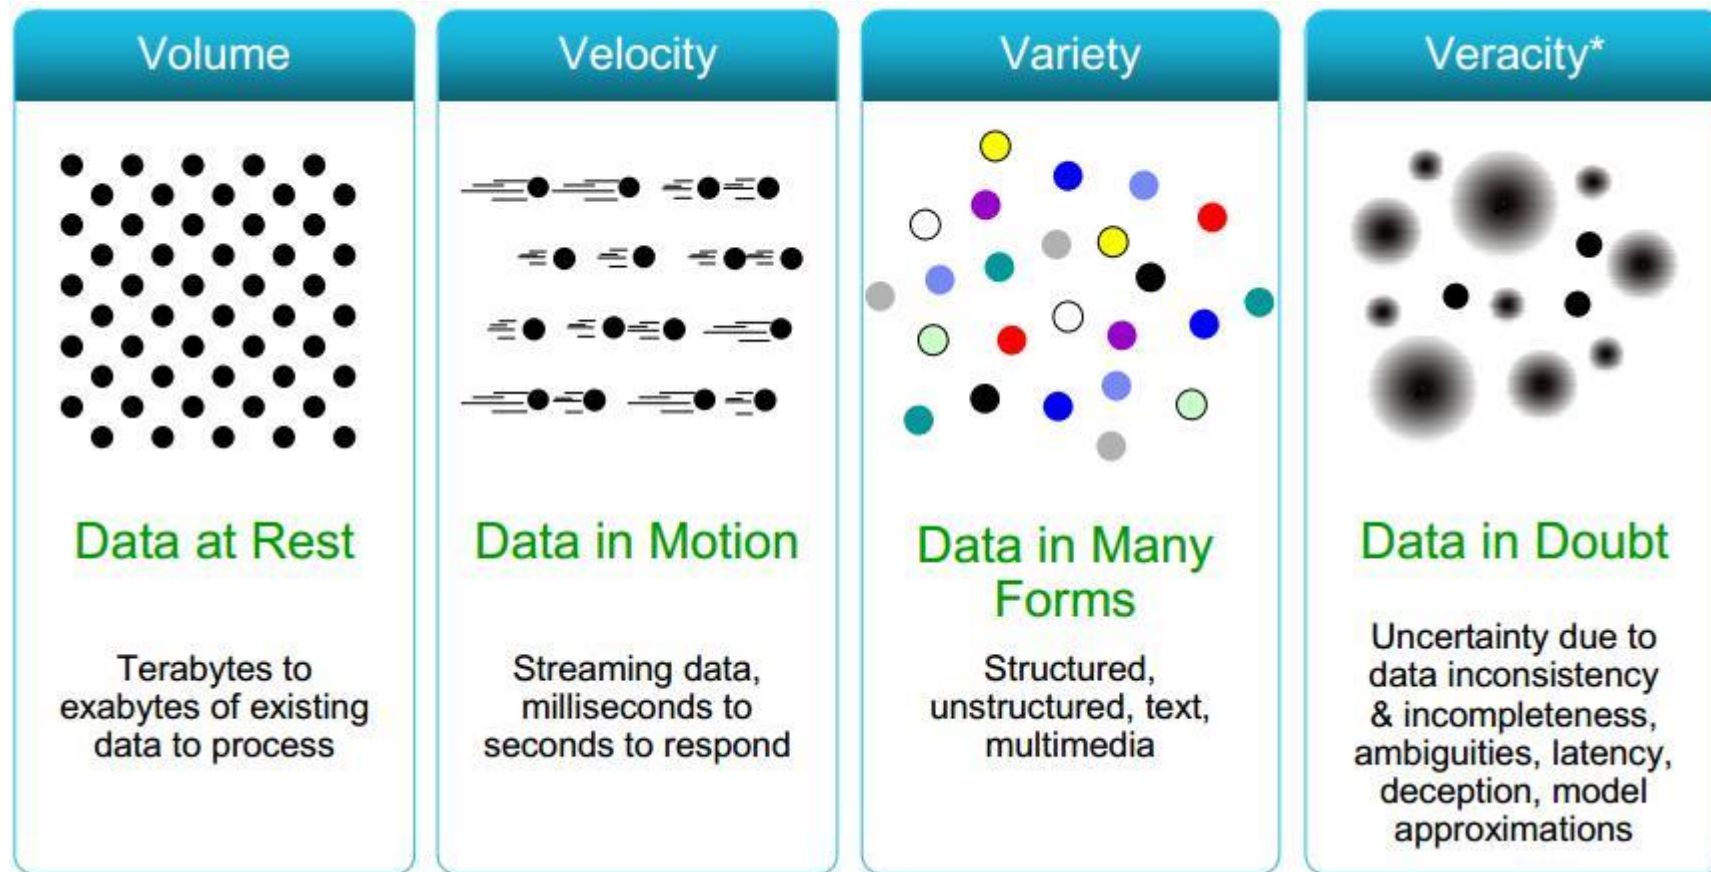 Volume
Data at Rest
Terabytes to
exabytes of existing
data to process
Velocity
Data in Motion
Streaming data,
milliseconds to
seconds to respond
Variety
Data in Many
Forms
Structured,
unstructured, text,
multimedia
Veracity*
Data in Doubt
Uncertainty due to
data inconsistency
& incompleteness,
ambiguities, latency,
deception, model
approximations